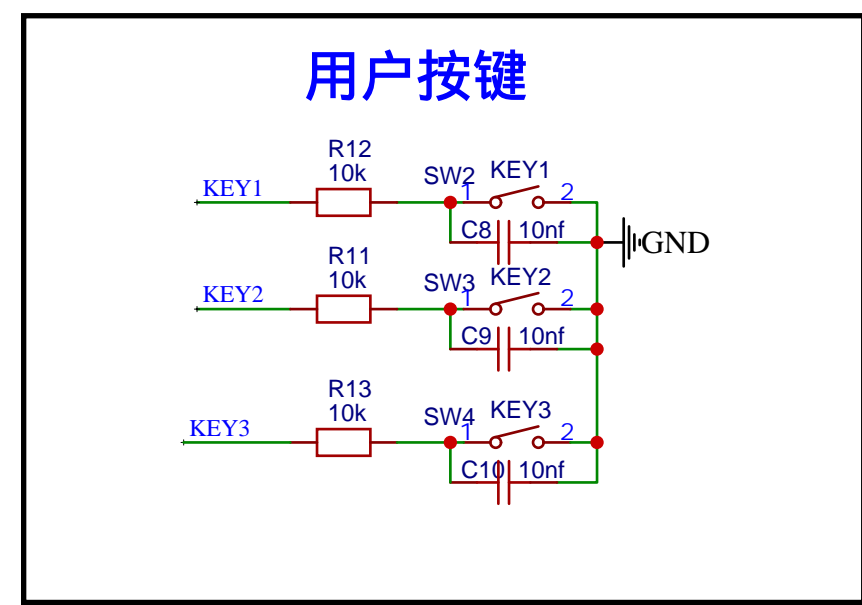 用户按键
R12
10k
KEY1
SW2
KEY1
1
2
C8
10nf
GND
R11
10k
KEY2
SW3
KEY2
1
2
C9
10nf
R13
10k
KEY3
SW4
KEY3
1
2
C10
10nf